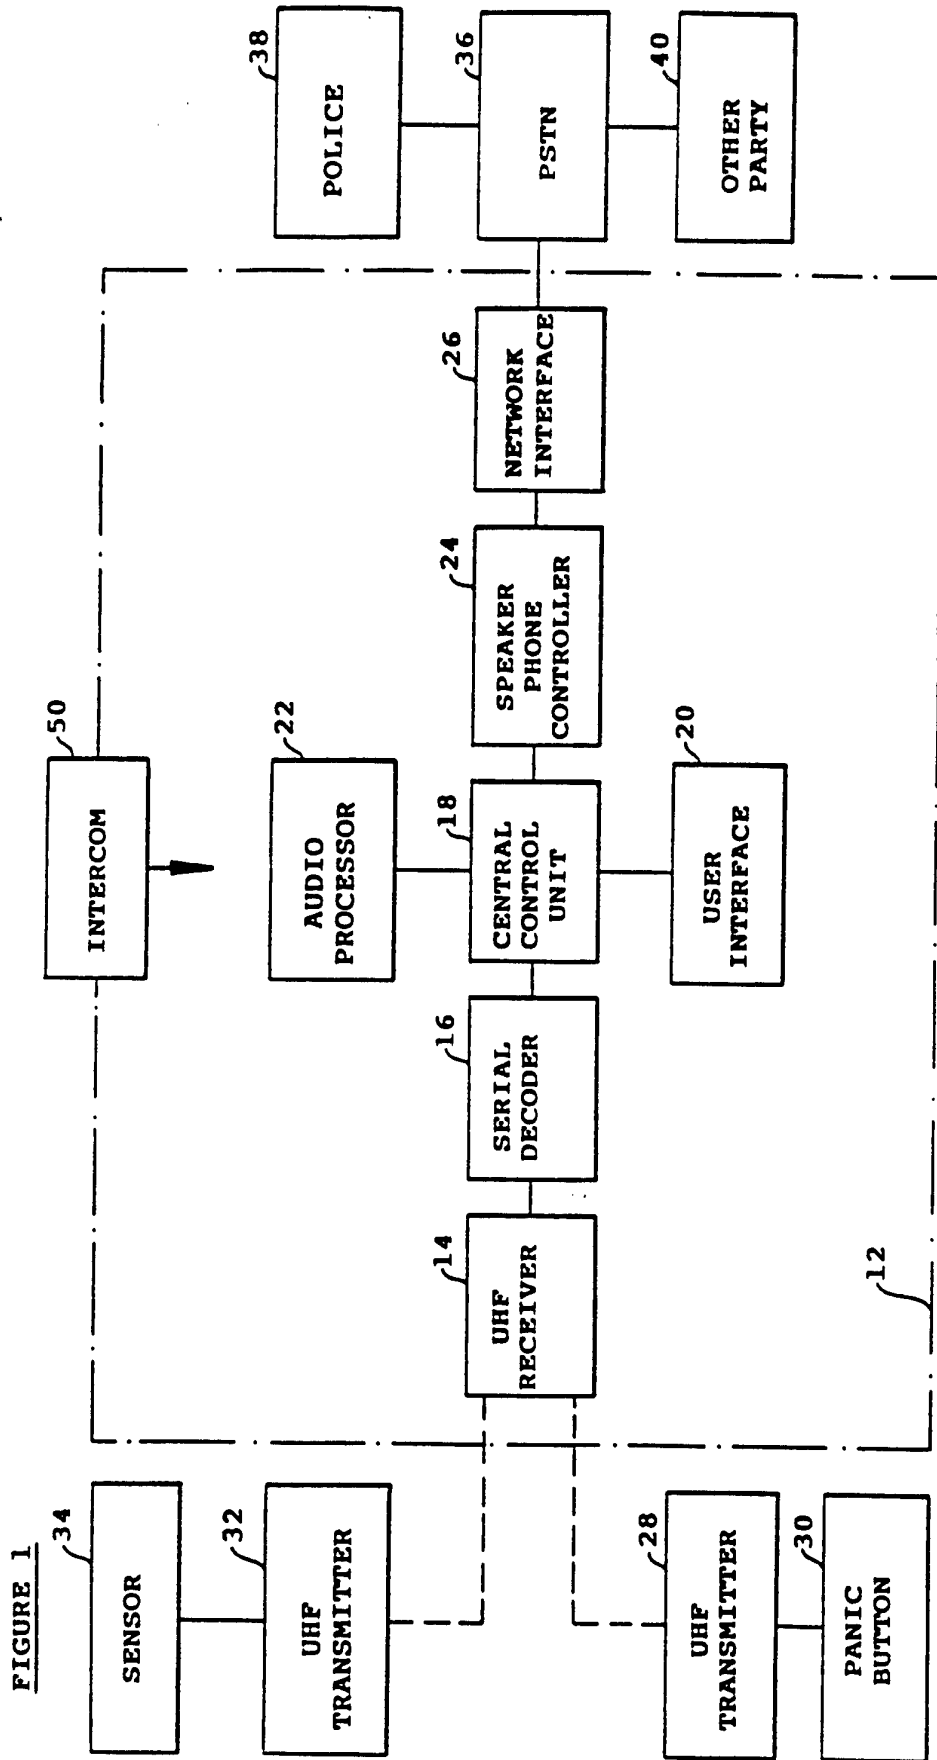 FIGURE 1
SENSOR
34
UHF
TRANSMITTER
32
UHF
TRANSMITTER
28
PANIC
BUTTON
30
UHF
RECEIVER
14
SERIAL
DECODER
16
INTERCOM
50
AUDIO
PROCESSOR
22
CENTRAL
CONTROL
UNIT
18
USER
INTERFACE
20
SPEAKER
PHONE
CONTROLLER
24
NETWORK
INTERFACE
26
12
POLICE
38
PSTN
36
OTHER
PARTY
40